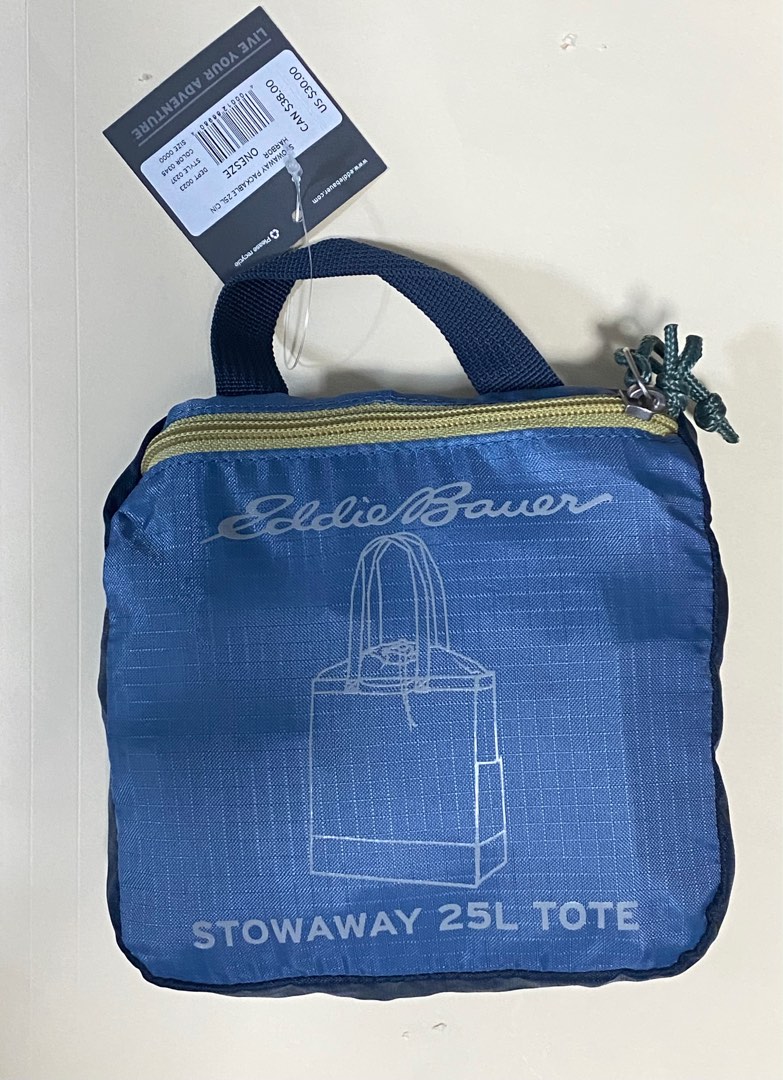 LIVE YOUR ADVENTURE
US $30.00
CAN $38.00
DEPT 0023
STYLE 0237
COLOR 0345
SIZE 0000
ONESZE
HARBOR
STOWAWAY PACKABLE 25L CIN
www.eddiebauer.com
Please recycle
Eddie Bauer
STOWAWAY 25L TOTE